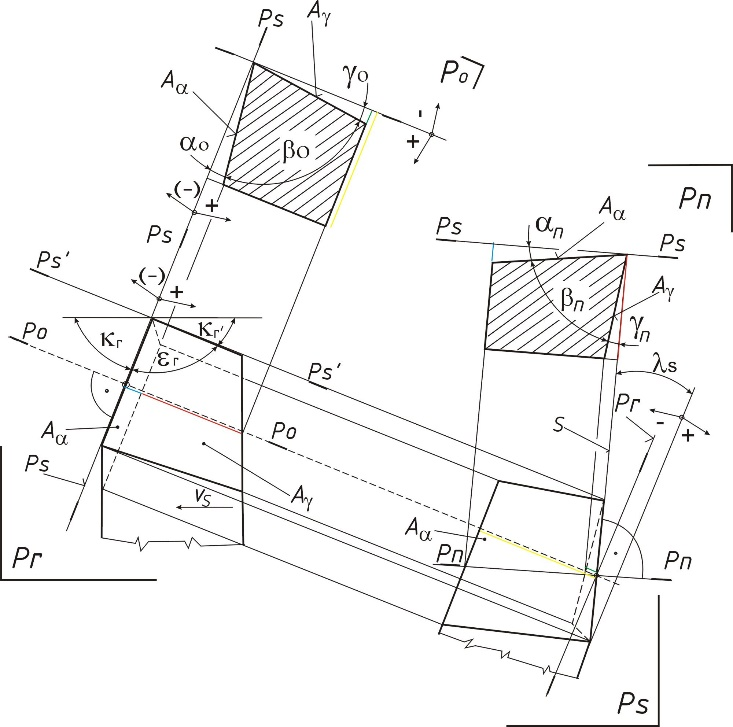 Ps
Aγ
γo
Po
Aα
-
+
αo
βo
(-)
+
Ps
Pn
Aα
αn
Ps
Ps
Aγ
βn
γn
Ps'
(-)
+
κr
κr'
εr
Po
Ps'
λs
Pr
-
+
S
Po
Aα
Ps
Aγ
vS
Aα
Pn
Pn
Pr
Ps